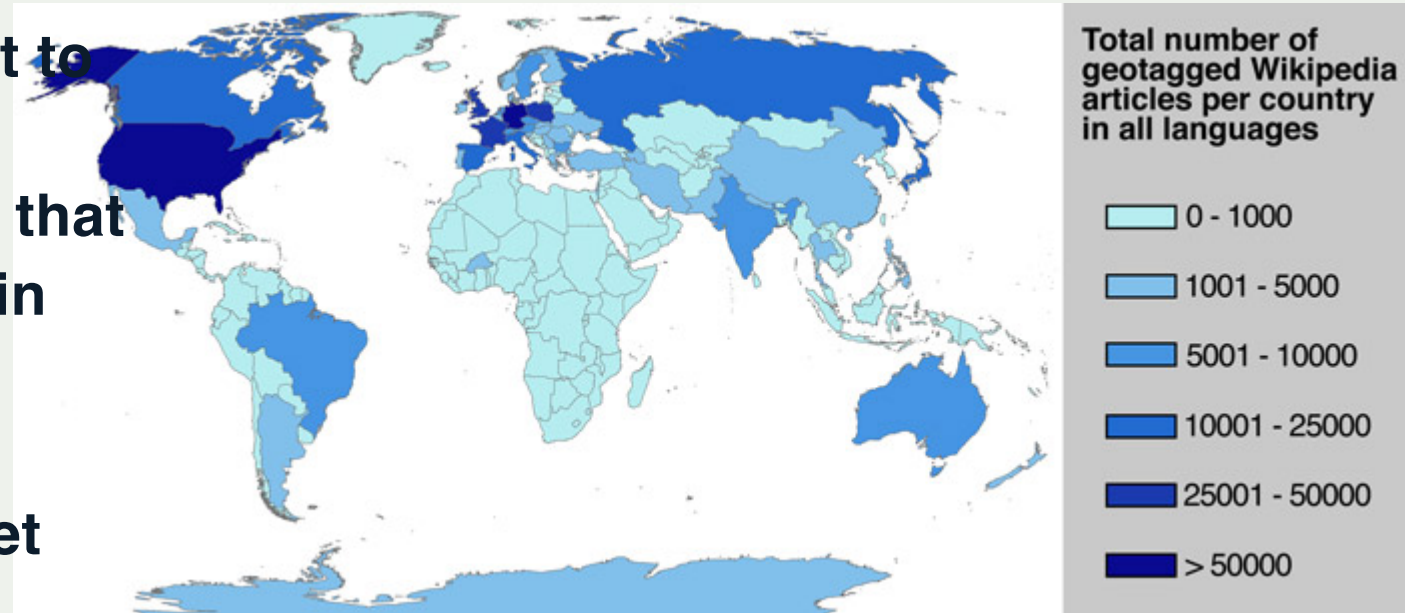 t to
that
in
et
Total number of
geotagged Wikipedia
articles per country
in all languages
0 - 1000
1001 - 5000
5001 - 10000
10001 - 25000
25001 - 50000
> 50000